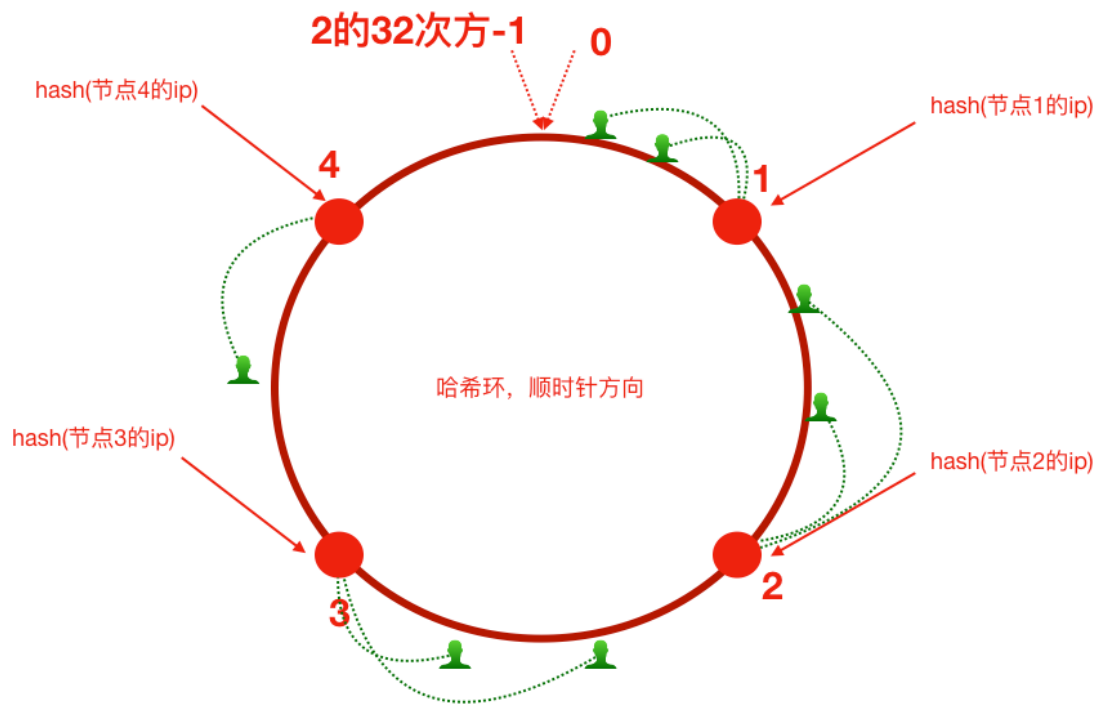 2的32次方-1
0
hash(节点4的ip)
hash(节点1的ip)
4
1
哈希环，顺时针方向
hash(节点3的ip)
hash(节点2的ip)
2
3